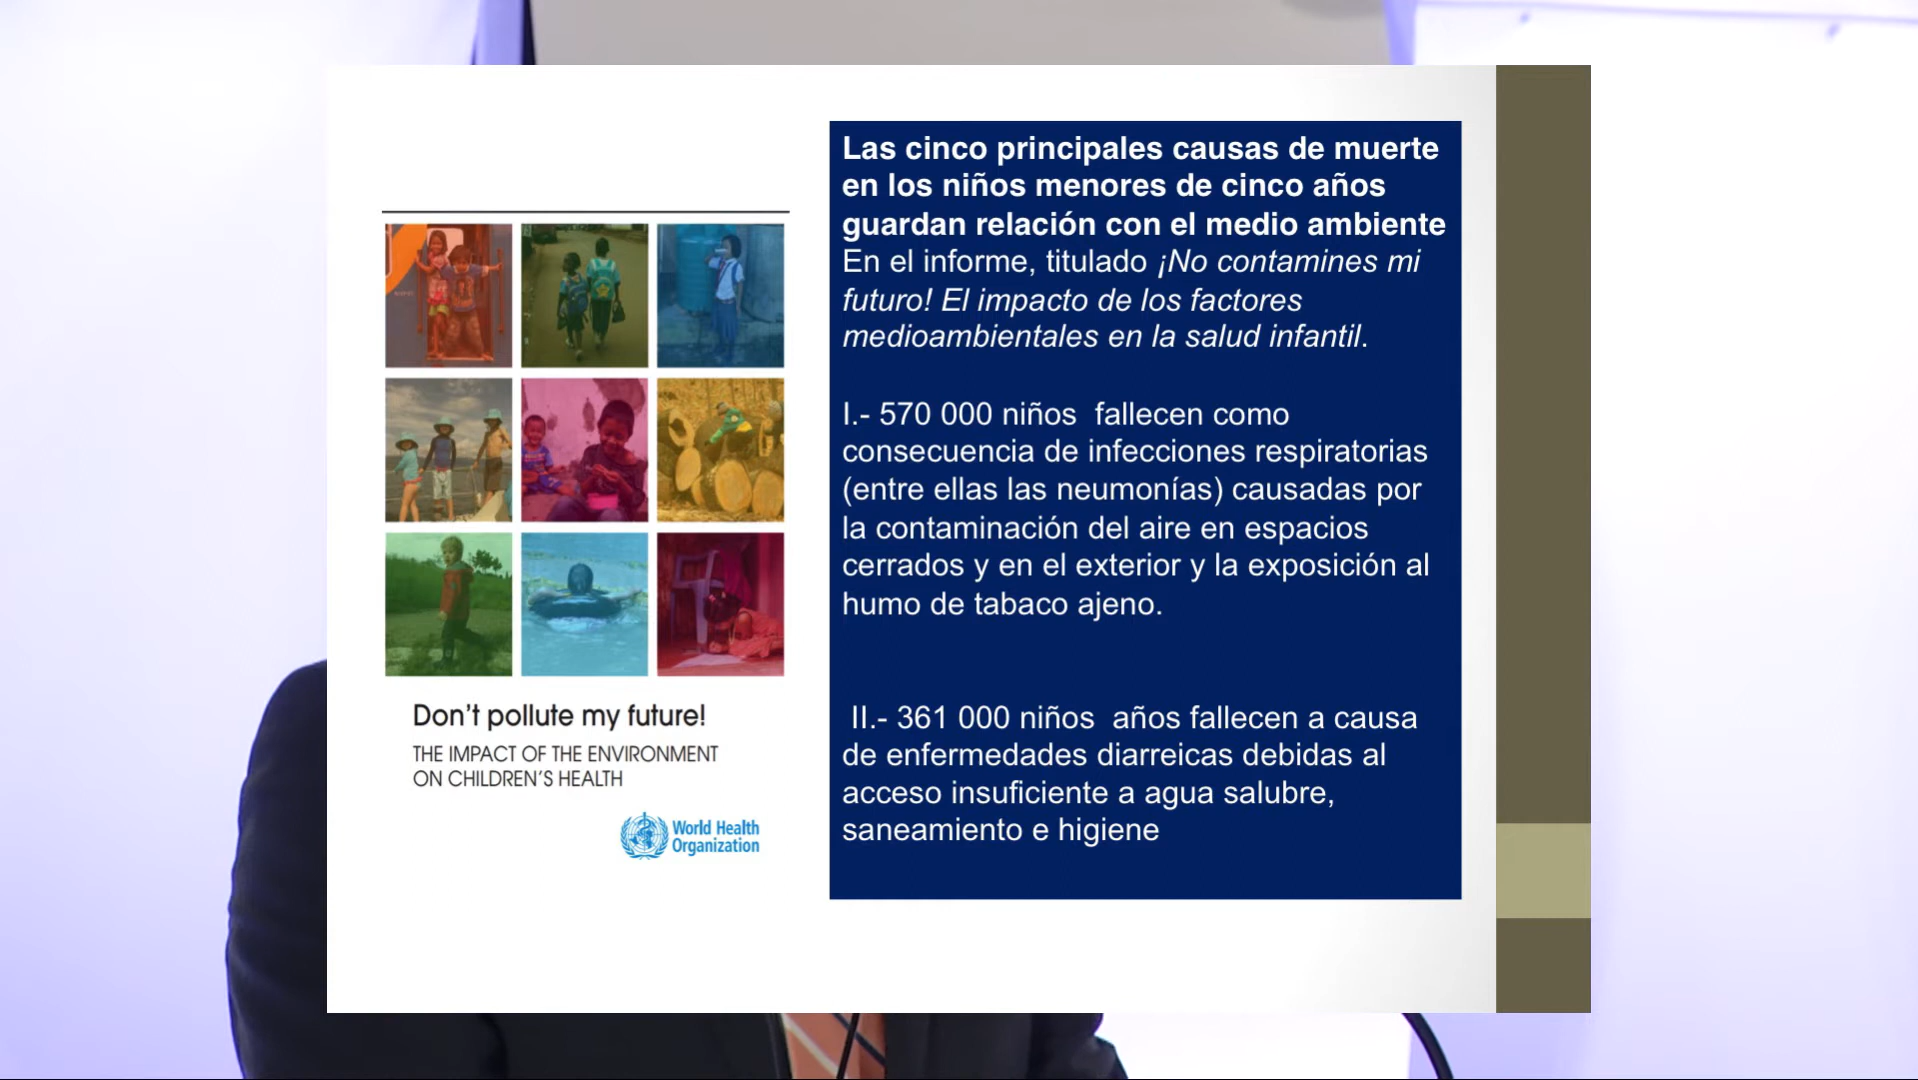 Las cinco principales causas de muerte
en los niños menores de cinco años
guardan relación con el medio ambiente
En el informe, titulado ¡No contamines mi
futuro! El impacto de los factores
medioambientales en la salud infantil.
I.- 570 000 niños  fallecen como
consecuencia de infecciones respiratorias
(entre ellas las neumonías) causadas por
la contaminación del aire en espacios
cerrados y en el exterior y la exposición al
humo de tabaco ajeno.
II.- 361 000 niños  años fallecen a causa
de enfermedades diarreicas debidas al
acceso insuficiente a agua salubre,
saneamiento e higiene
Don't pollute my future!
THE IMPACT OF THE ENVIRONMENT
ON CHILDREN'S HEALTH
World Health
Organization